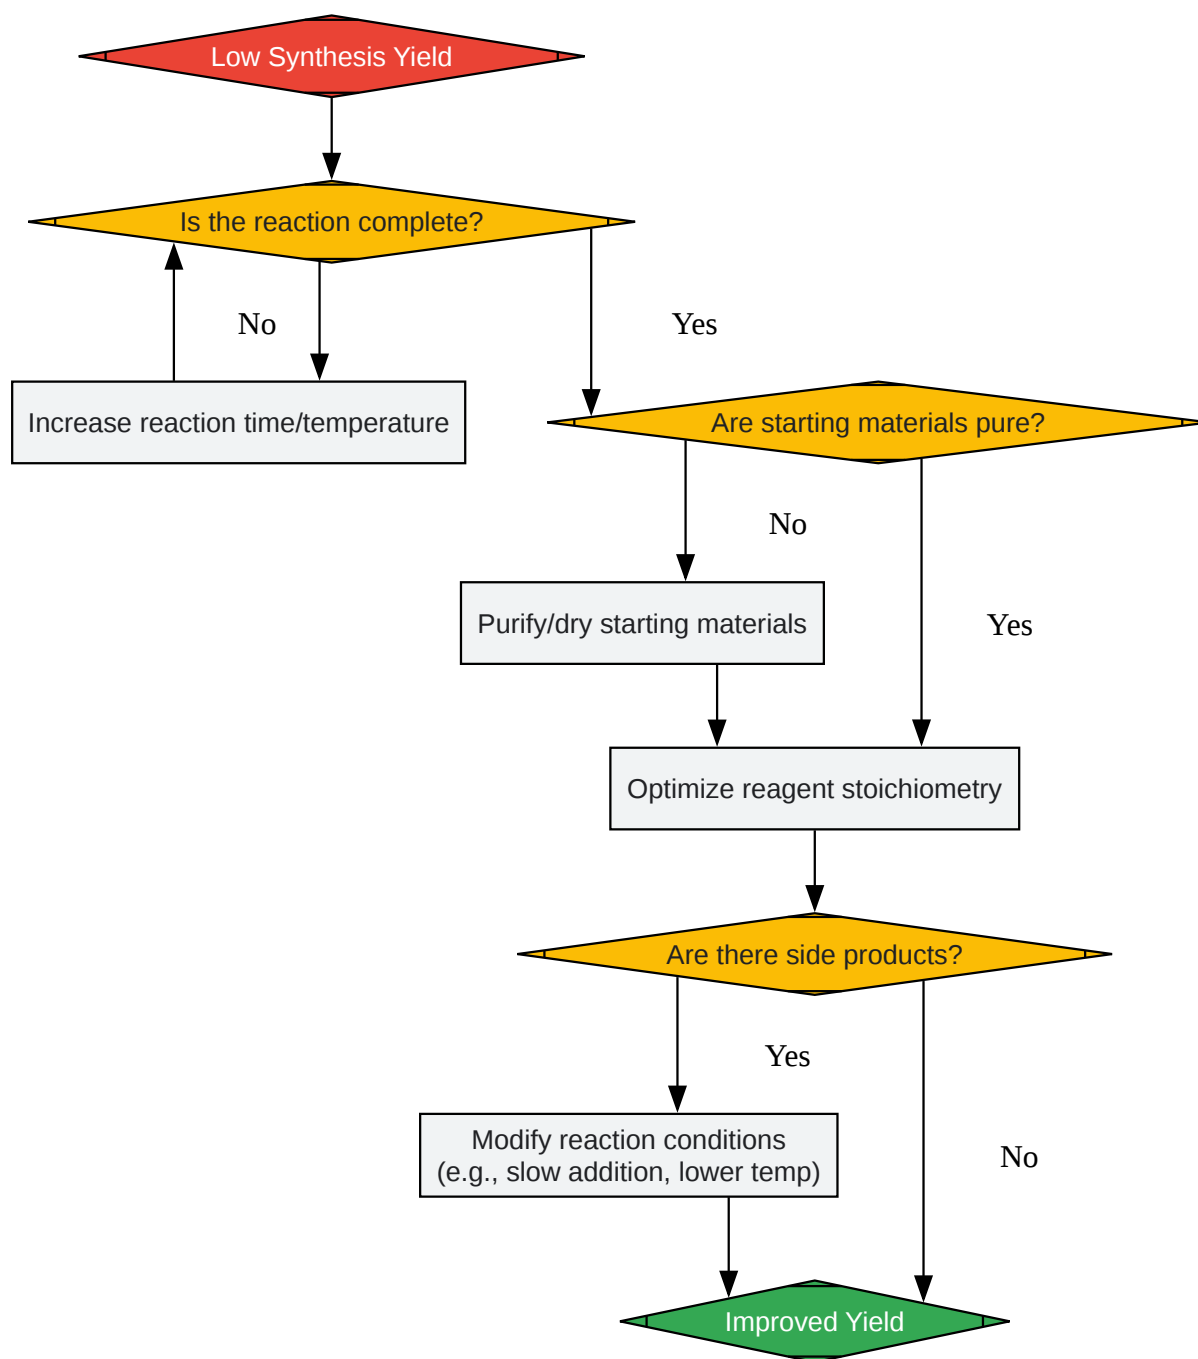 Low Synthesis Yield
Is the reaction complete?
No
Yes
Increase reaction time/temperature
Are starting materials pure?
No
Purify/dry starting materials
Yes
Optimize reagent stoichiometry
Are there side products?
Yes
Modify reaction conditions
(e.g., slow addition, lower temp)
No
Improved Yield